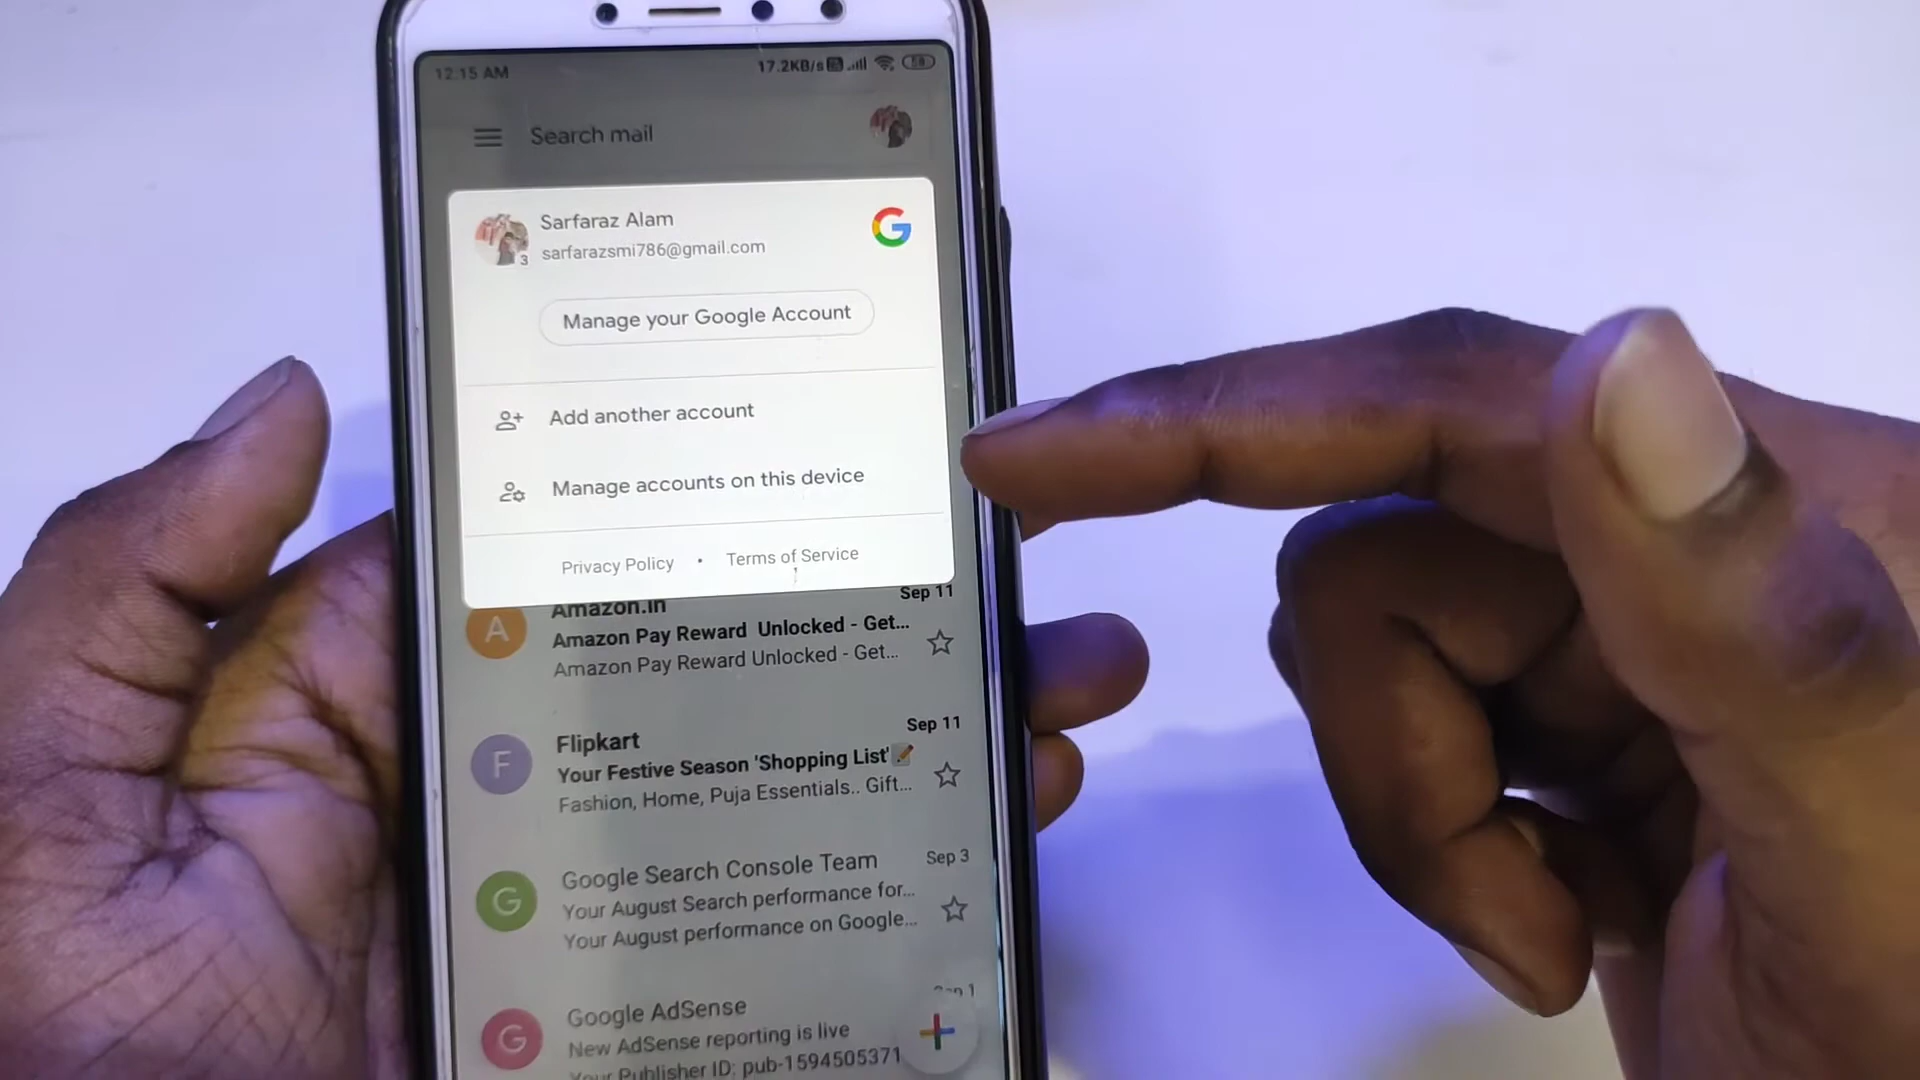 12:15 AM 17.2KB/s 58
Search mail
Sarfaraz Alam
sarfarazsmi786@gmail.com
3
Manage your Google Account
Add another account
Manage accounts on this device
Privacy Policy • Terms of Service
Amazon.in Sep 11
A
Amazon Pay Reward Unlocked - Get...
Amazon Pay Reward Unlocked - Get...
Flipkart Sep 11
F
Your Festive Season 'Shopping List'📝
Fashion, Home, Puja Essentials.. Gift...
Google Search Console Team Sep 3
G
Your August Search performance for...
Your August performance on Google...
Google AdSense 1
G
New AdSense reporting is live
Your Publisher ID: pub-1594505371